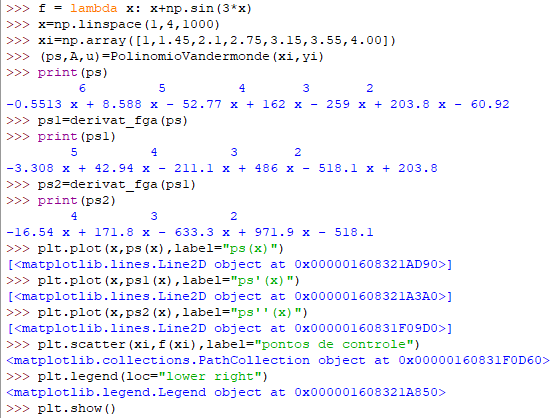 >>> f = lambda x: x+np.sin(3*x)
>>> x=np.linspace(1,4,1000)
>>> xi=np.array([1,1.45,2.1,2.75,3.15,3.55,4.00])
>>> (ps,A,u)=PolinomioVandermonde(xi,yi)
>>> print(ps)
6 5 4 3 2
-0.5513 x + 8.588 x - 52.77 x + 162 x - 259 x + 203.8 x - 60.92
>>> ps1=derivat_fga(ps)
>>> print(ps1)
5 4 3 2
-3.308 x + 42.94 x - 211.1 x + 486 x - 518.1 x + 203.8
>>> ps2=derivat_fga(ps1)
>>> print(ps2)
4 3 2
-16.54 x + 171.8 x - 633.3 x + 971.9 x - 518.1
>>> plt.plot(x,ps(x),label="ps(x)")
[<matplotlib.lines.Line2D object at 0x000001608321AD90>]
>>> plt.plot(x,ps1(x),label="ps'(x)")
[<matplotlib.lines.Line2D object at 0x000001608321A3A0>]
>>> plt.plot(x,ps2(x),label="ps''(x)")
[<matplotlib.lines.Line2D object at 0x00000160831F09D0>]
>>> plt.scatter(xi,f(xi),label="pontos de controle")
<matplotlib.collections.PathCollection object at 0x00000160831F0D60>
>>> plt.legend(loc="lower right")
<matplotlib.legend.Legend object at 0x000001608321A850>
>>> plt.show()